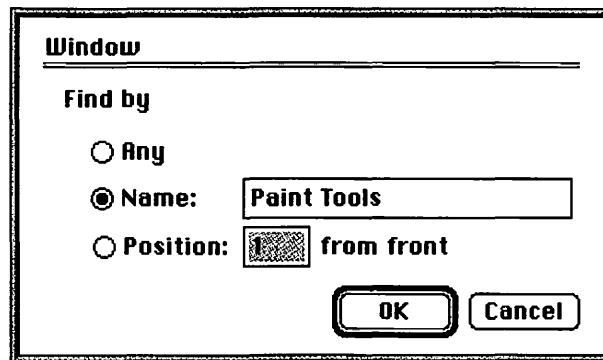 Window
Find by
Any
Name: Paint Tools
Position: 1 from front
OK Cancel